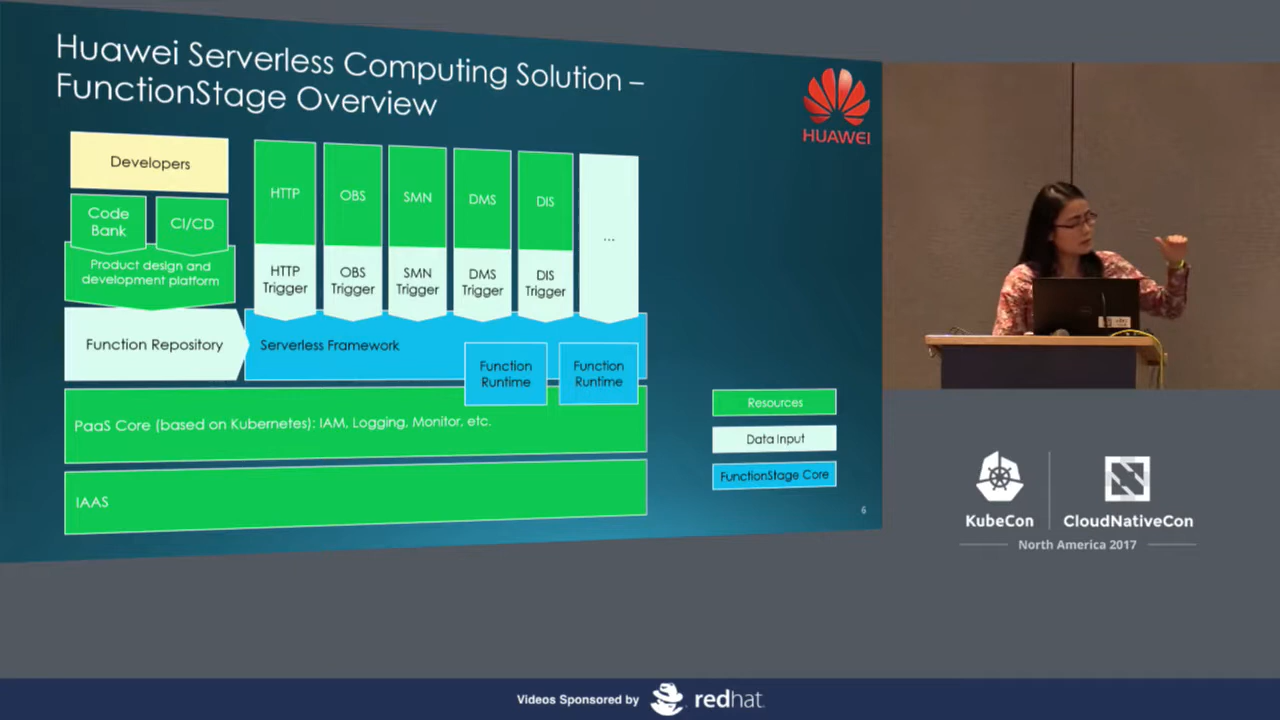 Huawei Serverless Computing Solution –
FunctionStage Overview
HUAWEI
Developers
Code
Bank
CI/CD
Product design and
development platform
HTTP
OBS
SMN
DMS
DIS
...
HTTP
Trigger
OBS
Trigger
SMN
Trigger
DMS
Trigger
DIS
Trigger
Function Repository
Serverless Framework
Function
Runtime
Function
Runtime
PaaS Core (based on Kubernetes): IAM, Logging, Monitor, etc.
IAAS
Resources
Data Input
FunctionStage Core
6
KubeCon
CloudNativeCon
North America 2017
Videos Sponsored by
redhat.